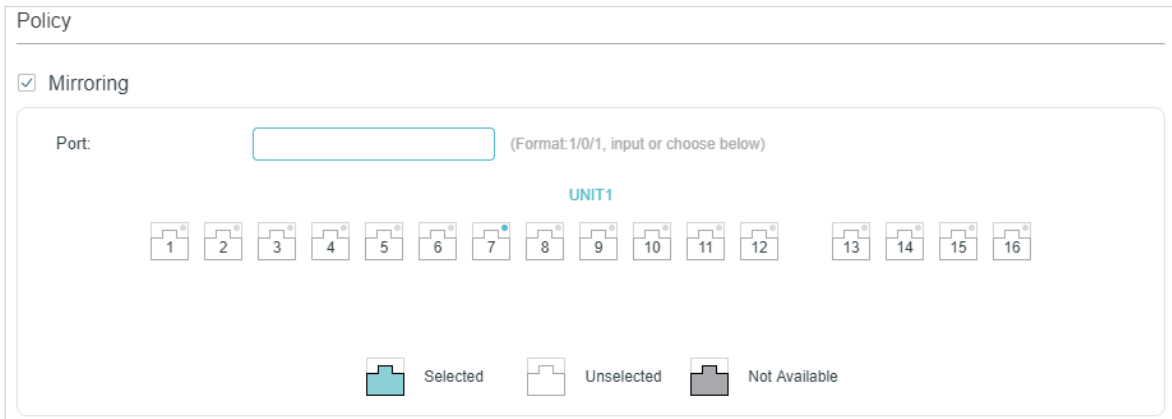 Policy
Mirroring
Port: (Format:1/0/1, input or choose below)
UNIT1
1 2 3 4 5 6 7 8 9 10 11 12 13 14 15 16
Selected Unselected Not Available